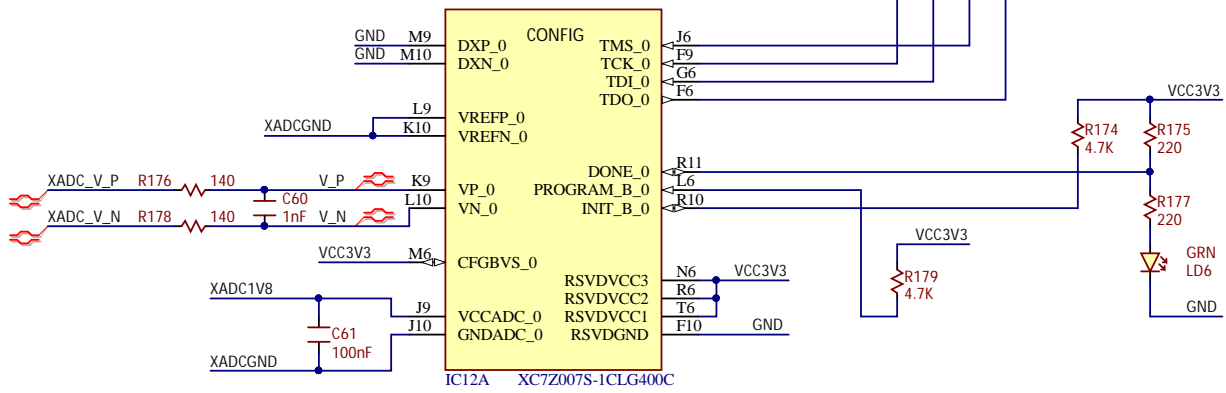 CONFIG
GND M9 DXP_0 TMS_0 J6
GND M10 DXN_0 TCK_0 F9
TDI_0 G6
TDO_0 F6
VCC3V3
L9 VREFP_0
XADCGND K10 VREFN_0
R174 R175
4.7K 220
DONE_0 R11
XADC_V_P R176 140 V_P K9 VP_0 PROGRAM_B_0 L6
C60
L10 VN_0 INIT_B_0 R10
1nF
XADC_V_N R178 140 V_N
R177
220
VCC3V3
VCC3V3 M6 CFGBVS_0
GRN
LD6
N6 RSVDVCC3 VCC3V3
R179
4.7K
XADC1V8 RSVDVCC2 R6
J9 VCCADC_0 RSVDVCC1 T6
GND
J10 GNDADC_0 RSVDGND F10 GND
C61
100nF
XADCGND
IC12A XC7Z007S-1CLG400C